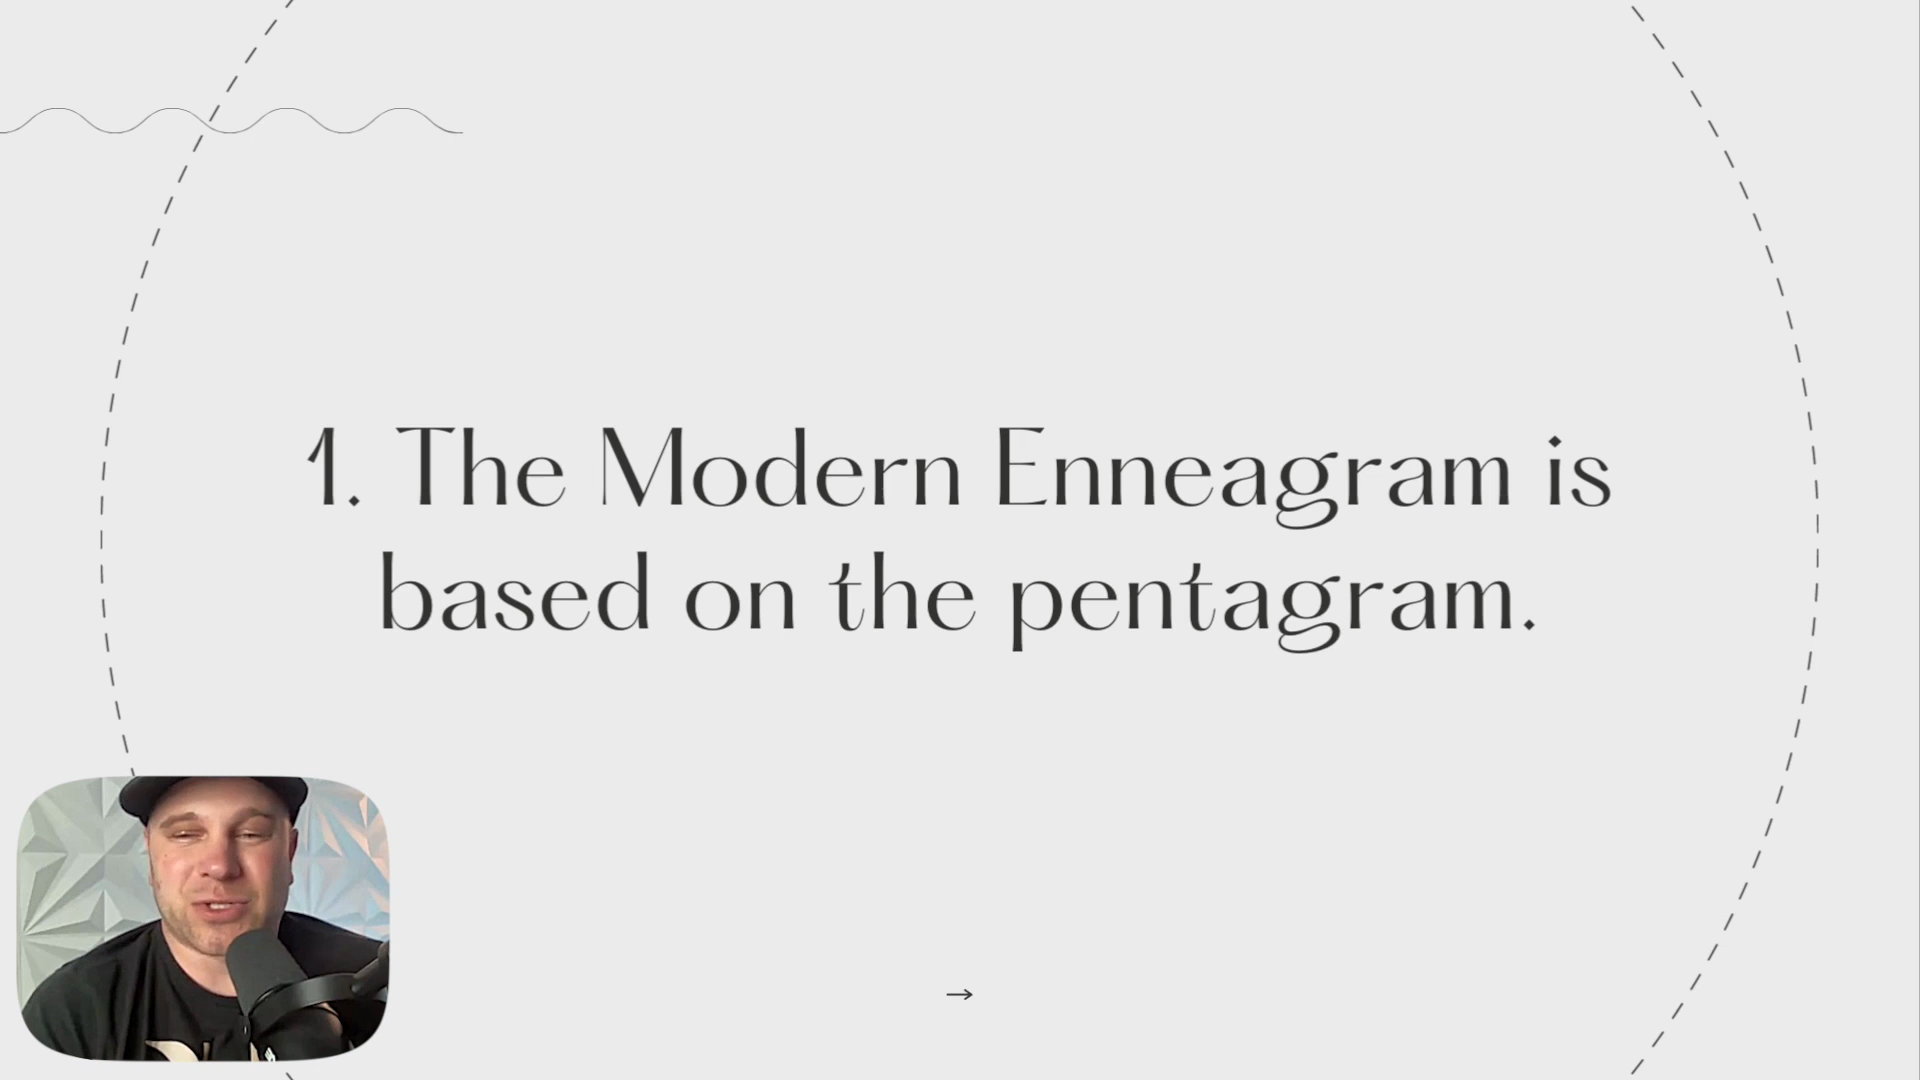 1. The Modern Enneagram is
based on the pentagram.